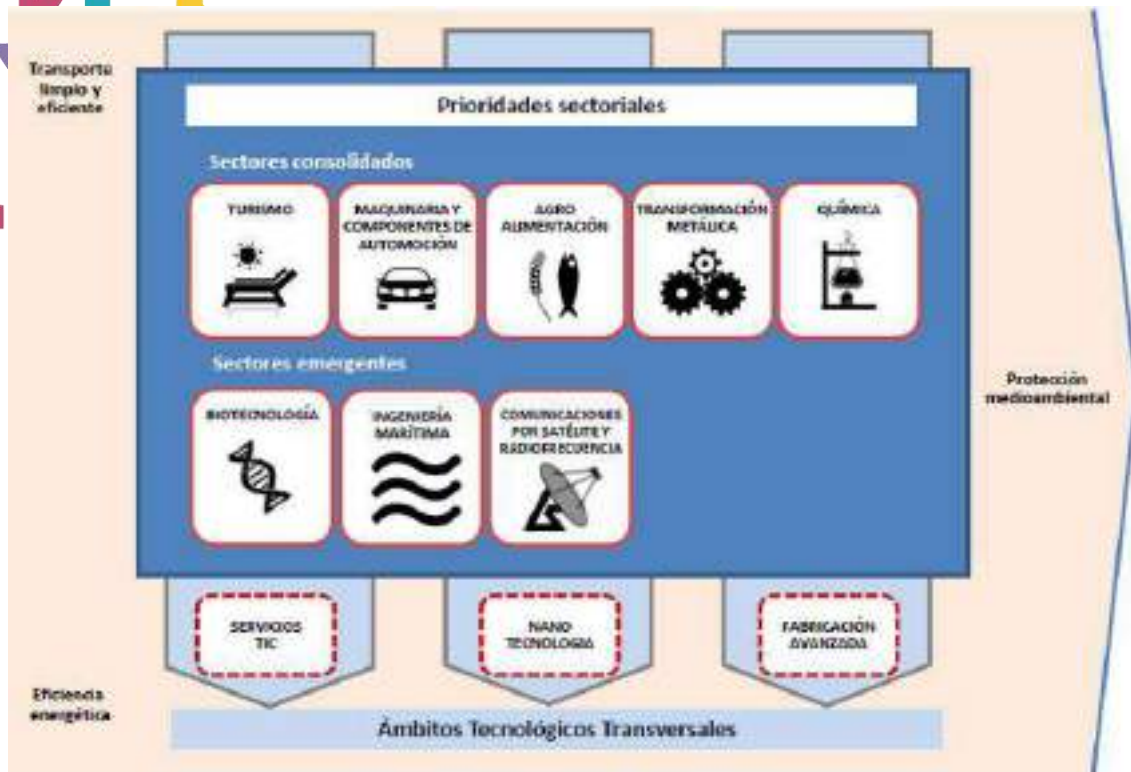 Transporte
limpio y
eficiente
Prioridades sectoriales
Sectores consolidados
TURISMO
MAQUINARIA Y
COMPONENTES DE
AUTOMOCIÓN
AGRO
ALIMENTACIÓN
TRANSFORMACIÓN
METÁLICA
QUÍMICA
Sectores emergentes
BIOTECNOLOGÍA
INGENIERÍA
MARÍTIMA
COMUNICACIONES
POR SATÉLITE Y
RADIOFRECUENCIA
Protección
medioambiental
SERVICIOS
TIC
NANO
TECNOLOGIA
FABRICACIÓN
AVANZADA
Eficiencia
energética
Ámbitos Tecnológicos Transversales